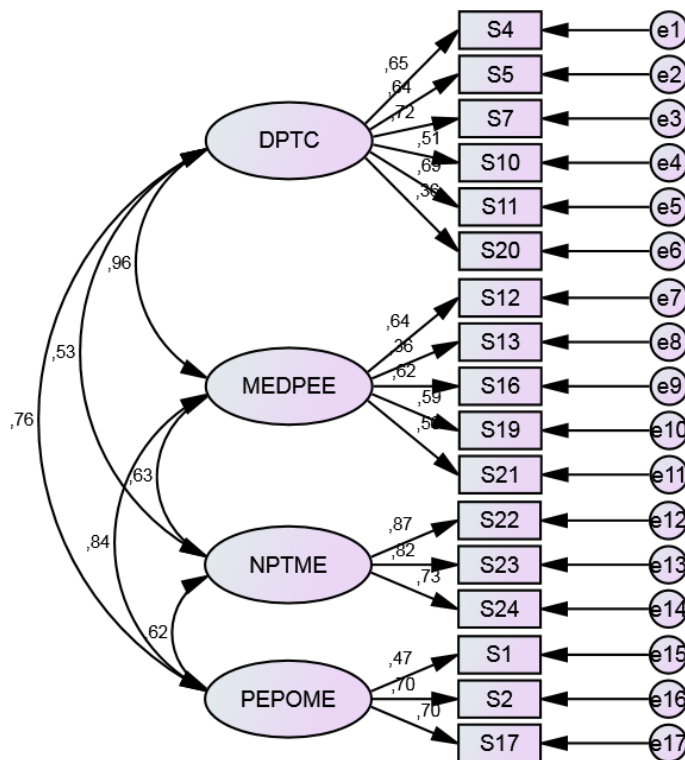 S4 e1
,65
S5 e2
,64
,72
S7 e3
DPTC
,51
S10 e4
,69
S11 e5
,36
S20 e6
,96
S12 e7
,64
,53
S13 e8
,36
,76
,62
MEDPEE S16 e9
,59
S19 e10
S21 e11
,63
,87
S22 e12
,84
,82
NPTME S23 e13
,73
S24 e14
62
,47
S1 e15
,70
PEPOME S2 e16
,70
S17 e17